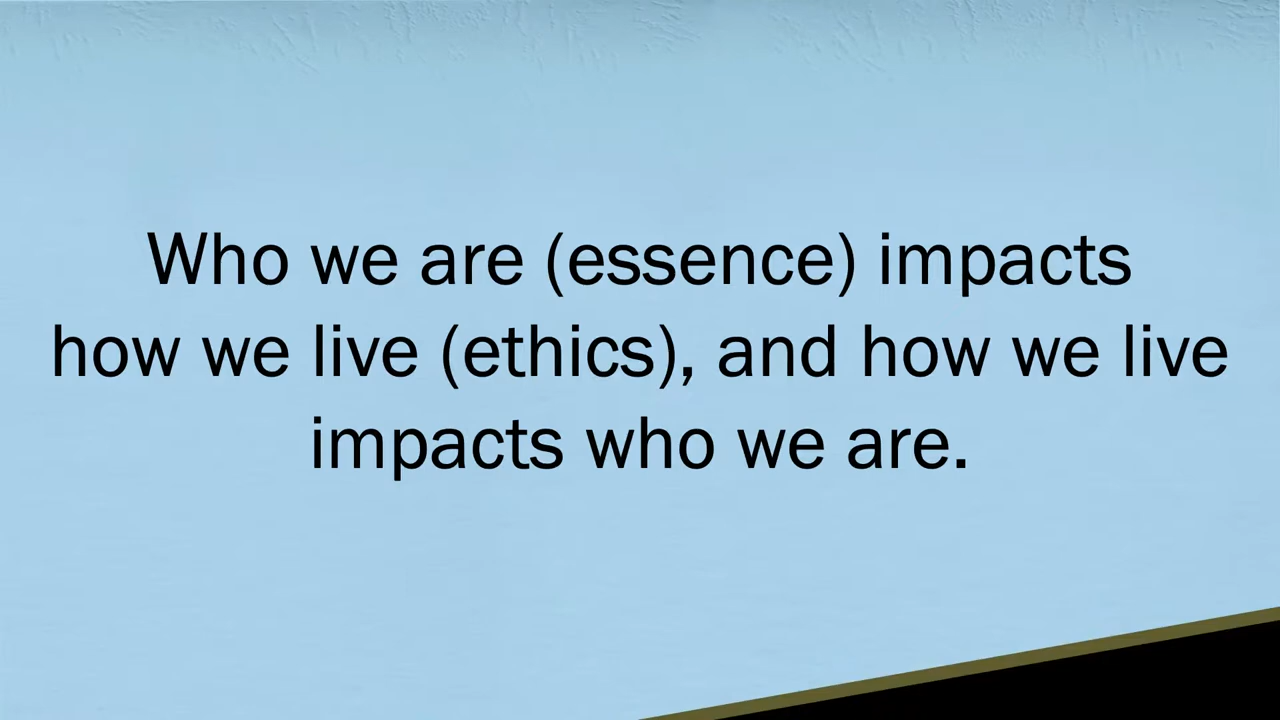 Who we are (essence) impacts
how we live (ethics), and how we live
impacts who we are.